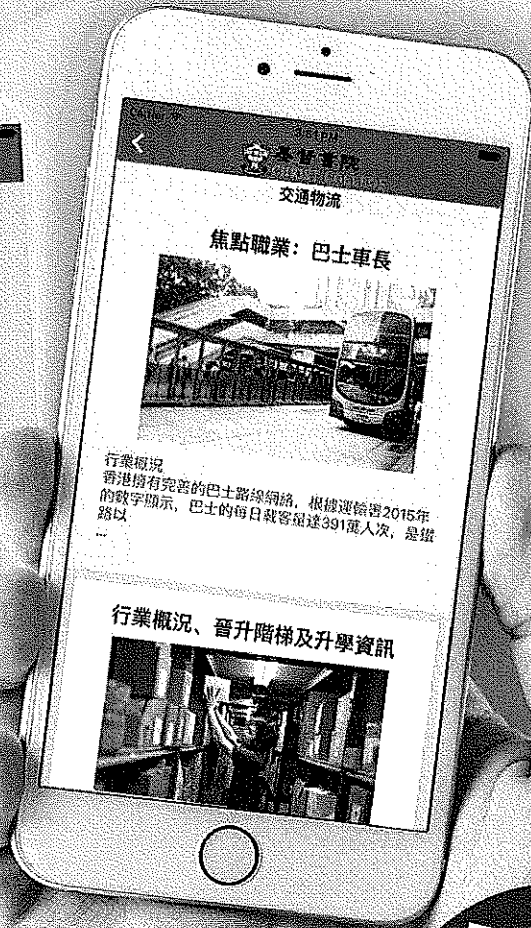 基督書院
交通物流
焦點職業：巴士車長
行業概況
香港擁有完善的巴士路線網絡，根據運輸署2015年
的數字顯示，巴士的每日載客量達391萬人次，是鐵
路以
...
行業概況、晉升階梯及升學資訊